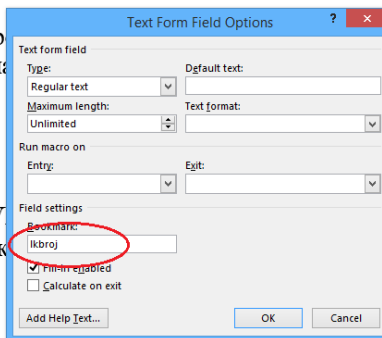 Text Form Field Options ? ×
Text form field
Type: Default text:
Regular text
Maximum length: Text format:
Unlimited
Run macro on
Entry: Exit:
Field settings
Bookmark:
lkbroj
Fill-in enabled
Calculate on exit
Add Help Text... OK Cancel